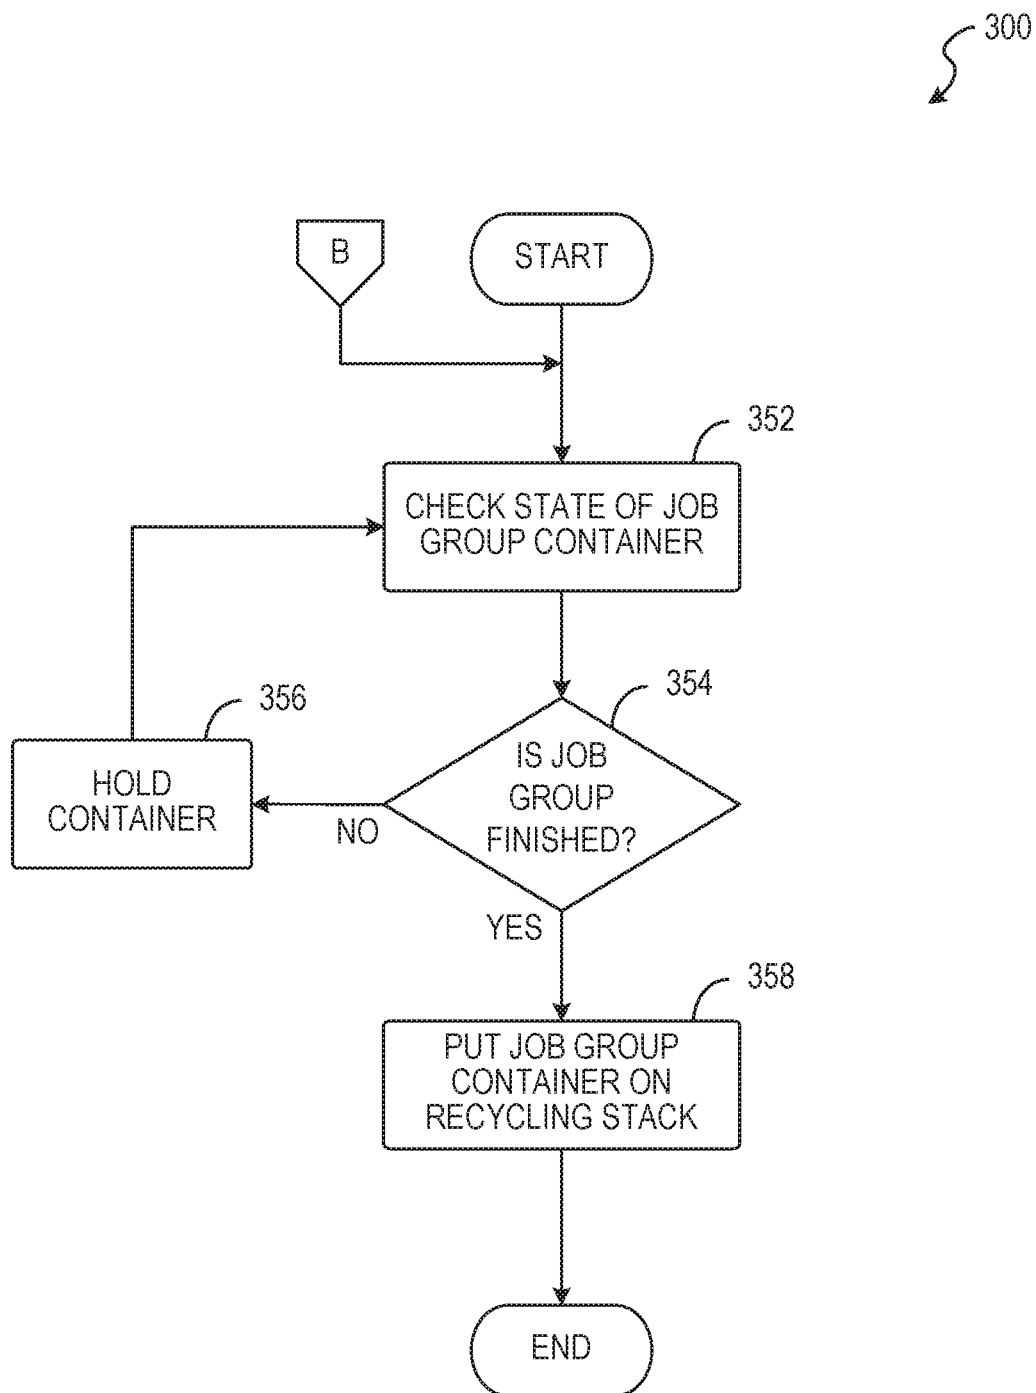 300
B
START
352
CHECK STATE OF JOB
GROUP CONTAINER
354
IS JOB
GROUP
FINISHED?
356
HOLD
CONTAINER
NO
YES
358
PUT JOB GROUP
CONTAINER ON
RECYCLING STACK
END